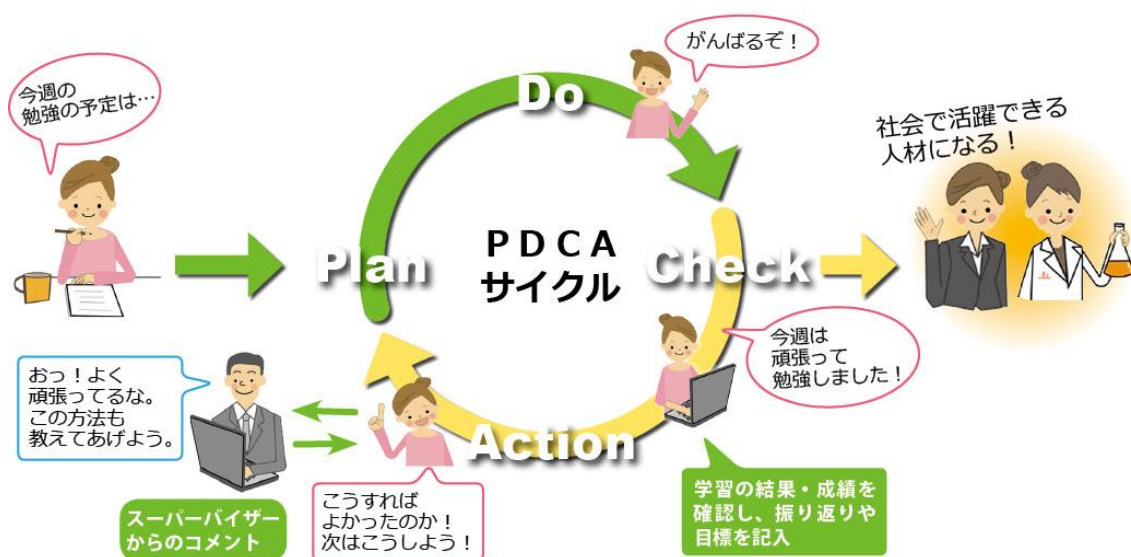 今週の
勉強の予定は…
Plan
Do
がんばるぞ！
PDCA
サイクル
Check
今週は
頑張って
勉強しました！
学習の結果・成績を
確認し、振り返りや
目標を記入
Action
こうすれば
よかったのか！
次はこうしよう！
おっ！よく
頑張ってるな。
この方法も
教えてあげよう。
スーパーバイザー
からのコメント
社会で活躍できる
人材になる！